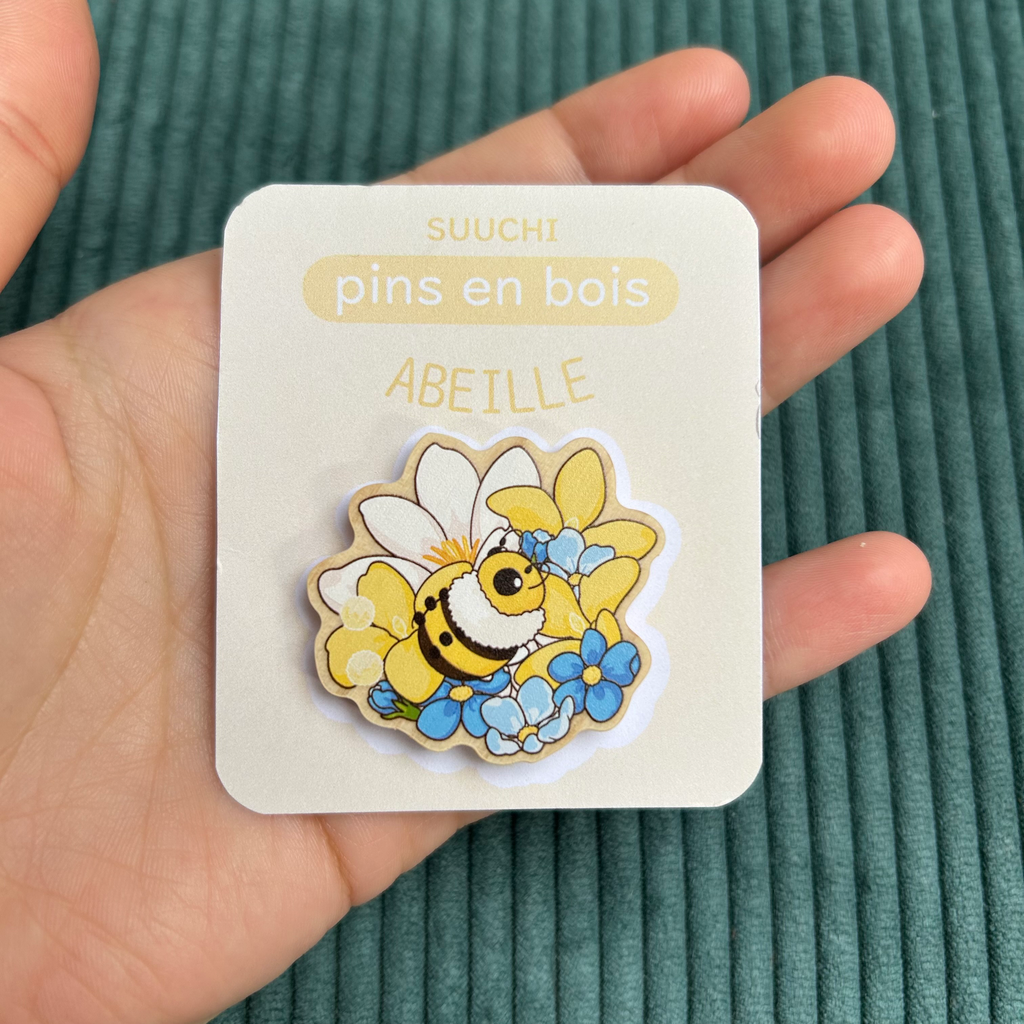 SUUCHI
pins en bois
ABEILLE